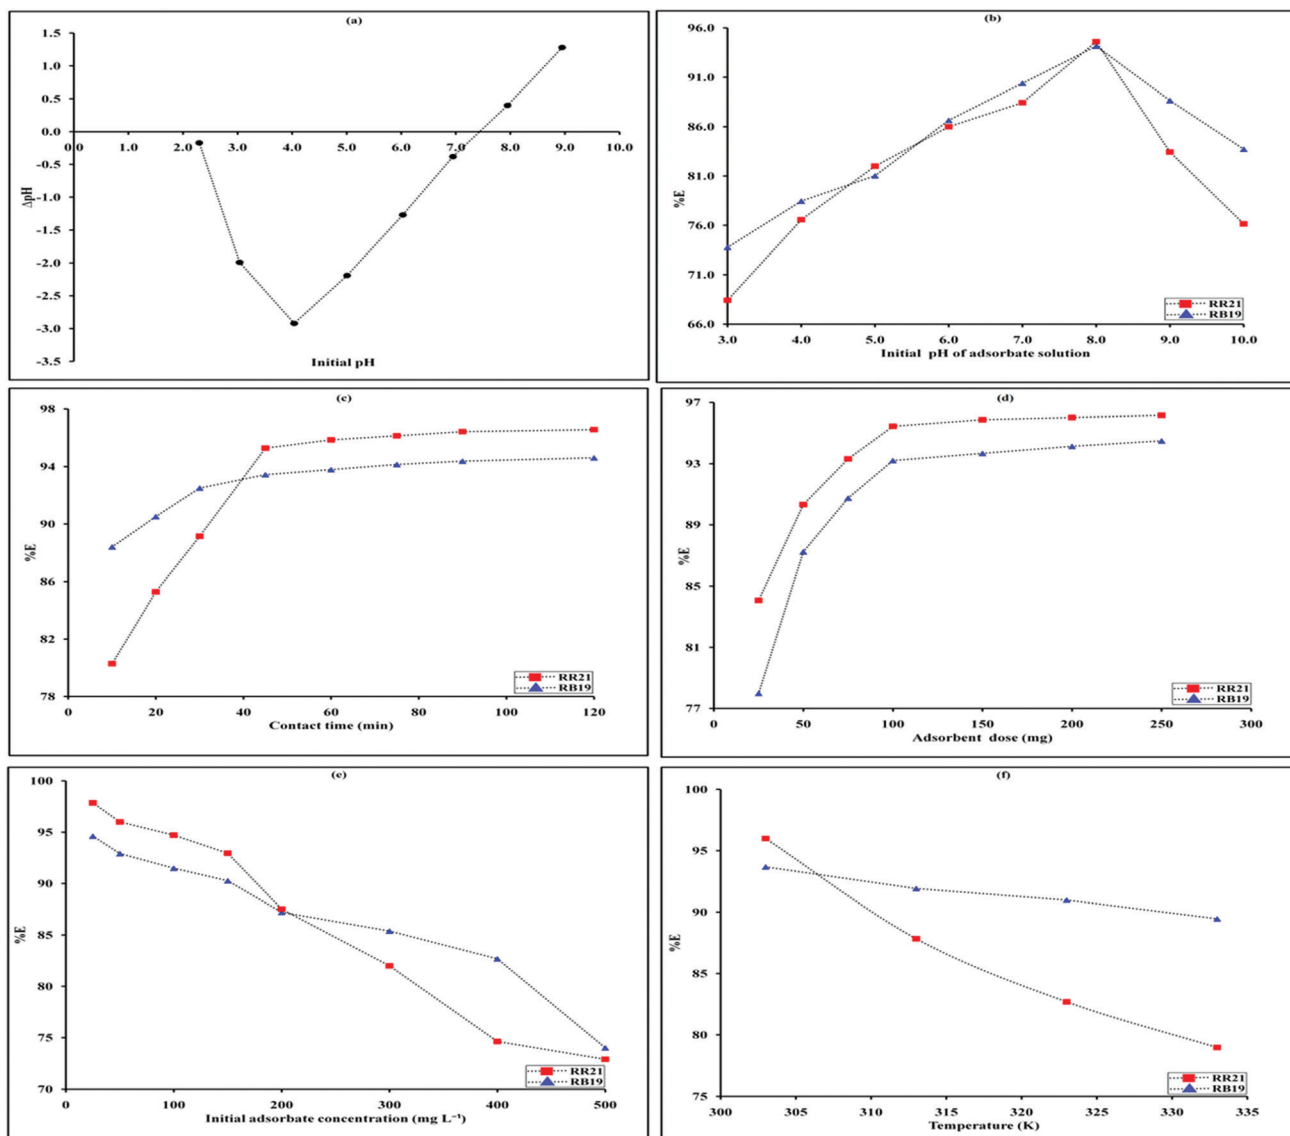 (a)
1.5
1.0
0.5
0.0
-0.5
-1.0
-1.5
-2.0
-2.5
-3.0
-3.5
ΔpH
0.0 1.0 2.0 3.0 4.0 5.0 6.0 7.0 8.0 9.0 10.0
Initial pH
(b)
96.0
91.0
86.0
81.0
76.0
71.0
66.0
%E
RR21
RB19
3.0 4.0 5.0 6.0 7.0 8.0 9.0 10.0
Initial pH of adsorbate solution
(c)
98
94
90
86
82
78
%E
RR21
RB19
0 20 40 60 80 100 120
Contact time (min)
(d)
97
93
89
85
81
77
%E
RR21
RB19
0 50 100 150 200 250 300
Adsorbent dose (mg)
(e)
100
95
90
85
80
75
70
%E
RR21
RB19
0 100 200 300 400 500
Initial adsorbate concentration (mg L⁻¹)
(f)
100
95
90
85
80
75
%E
RR21
RB19
300 305 310 315 320 325 330 335
Temperature (K)